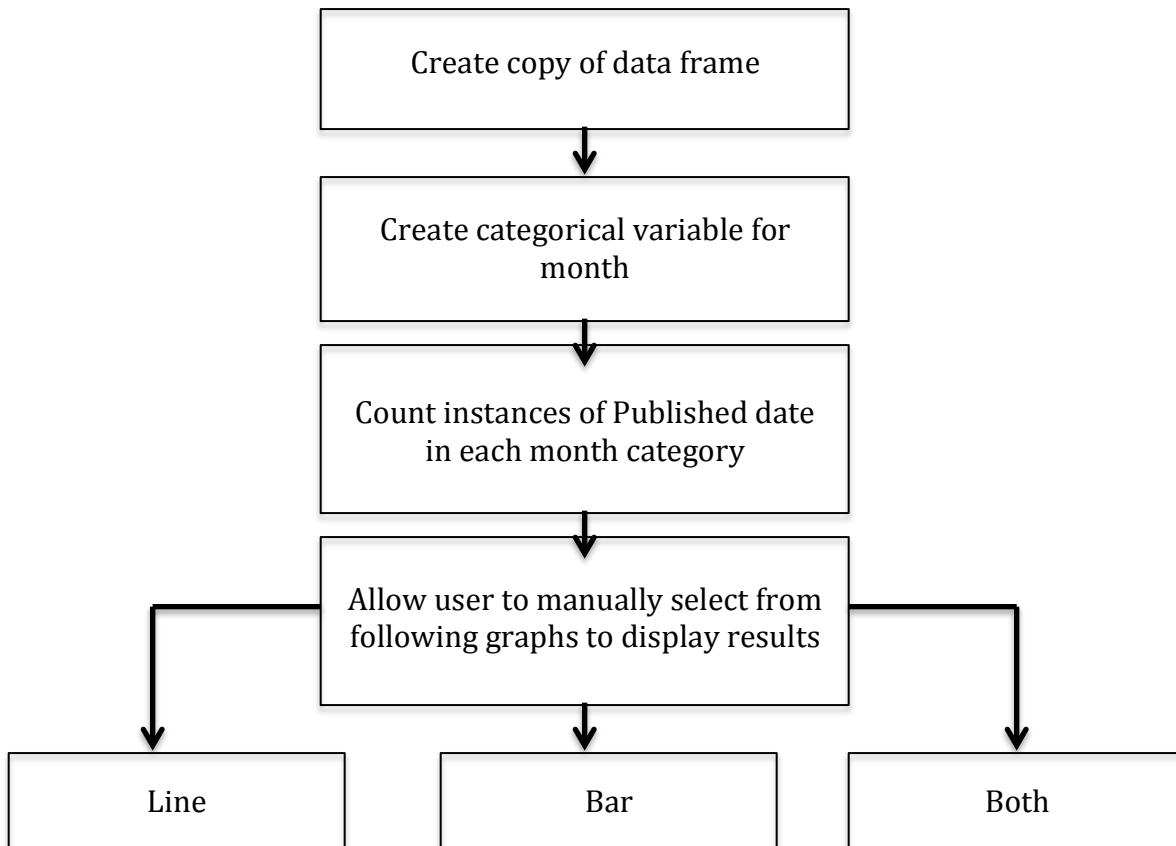 Create copy of data frame
Create categorical variable for
month
Count instances of Published date
in each month category
Allow user to manually select from
following graphs to display results
Line
Bar
Both